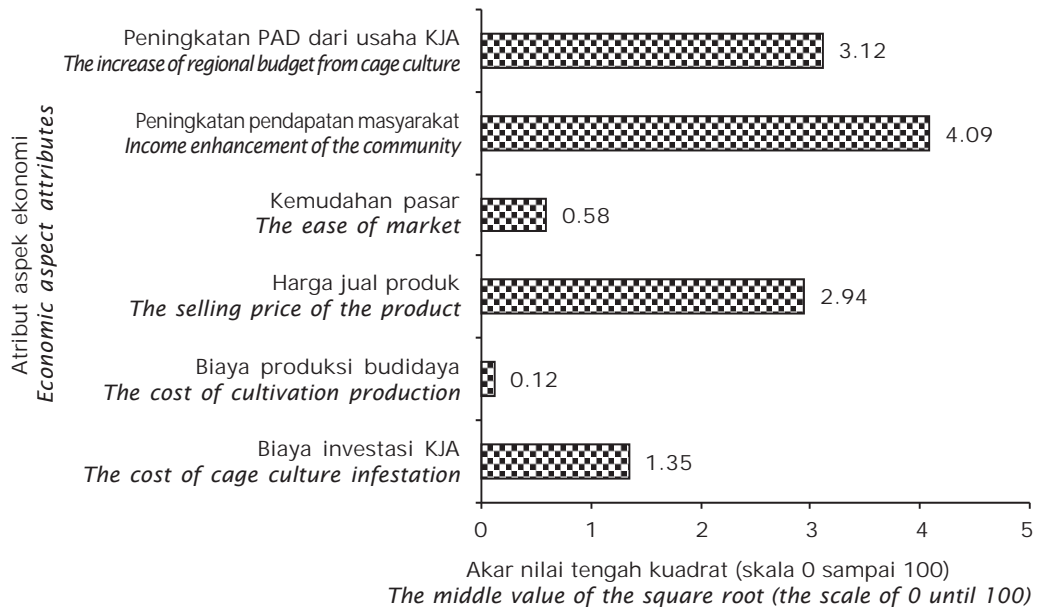 Atribut aspek ekonomi
Economic aspect attributes
Peningkatan PAD dari usaha KJA
The increase of regional budget from cage culture
3.12
Peningkatan pendapatan masyarakat
Income enhancement of the community
4.09
Kemudahan pasar
The ease of market
0.58
Harga jual produk
The selling price of the product
2.94
Biaya produksi budidaya
The cost of cultivation production
0.12
Biaya investasi KJA
The cost of cage culture infestation
1.35
0 1 2 3 4 5
Akar nilai tengah kuadrat (skala 0 sampai 100)
The middle value of the square root (the scale of 0 until 100)